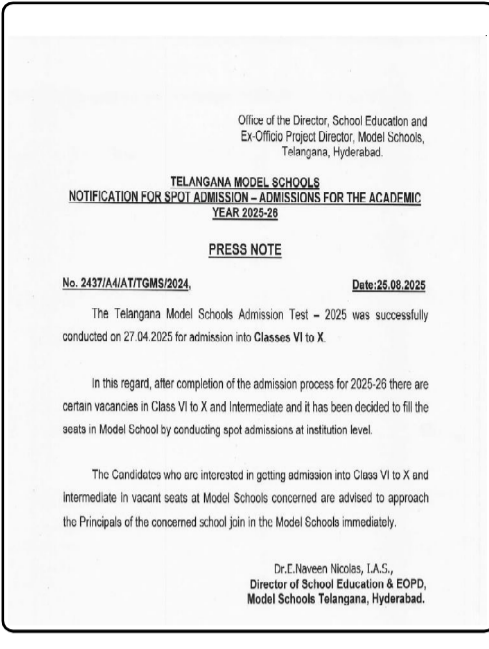 Office of the Director, School Education and
Ex-Officio Project Director, Model Schools,
Telangana, Hyderabad.
TELANGANA MODEL SCHOOLS
NOTIFICATION FOR SPOT ADMISSION – ADMISSIONS FOR THE ACADEMIC
YEAR 2025-26
PRESS NOTE
No. 2437/A4/AT/TGMS/2024, Date:25.08.2025
The Telangana Model Schools Admission Test – 2025 was successfully
conducted on 27.04.2025 for admission into Classes VI to X.
In this regard, after completion of the admission process for 2025-26 there are
certain vacancies in Class VI to X and Intermediate and it has been decided to fill the
seats in Model School by conducting spot admissions at institution level.
The Candidates who are interested in getting admission into Class VI to X and
Intermediate in vacant seats at Model Schools concerned are advised to approach
the Principals of the concerned school join in the Model Schools immediately.
Dr.E.Naveen Nicolas, I.A.S.,
Director of School Education & EOPD,
Model Schools Telangana, Hyderabad.